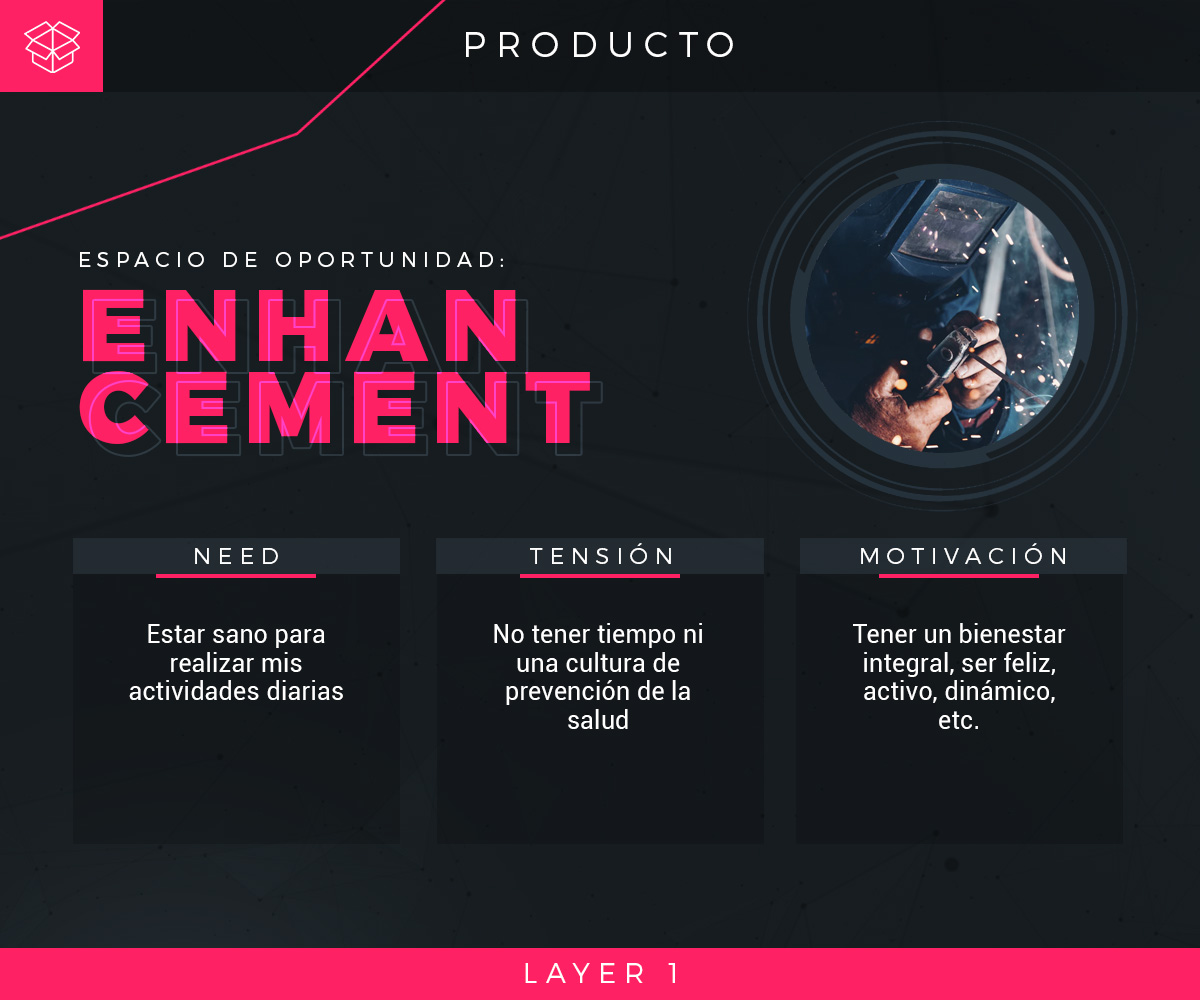 PRODUCTO
ESPACIO DE OPORTUNIDAD:
ENHAN
CEMENT
NEED
Estar sano para
realizar mis
actividades diarias
TENSIÓN
No tener tiempo ni
una cultura de
prevención de la
salud
MOTIVACIÓN
Tener un bienestar
integral, ser feliz,
activo, dinámico,
etc.
LAYER 1